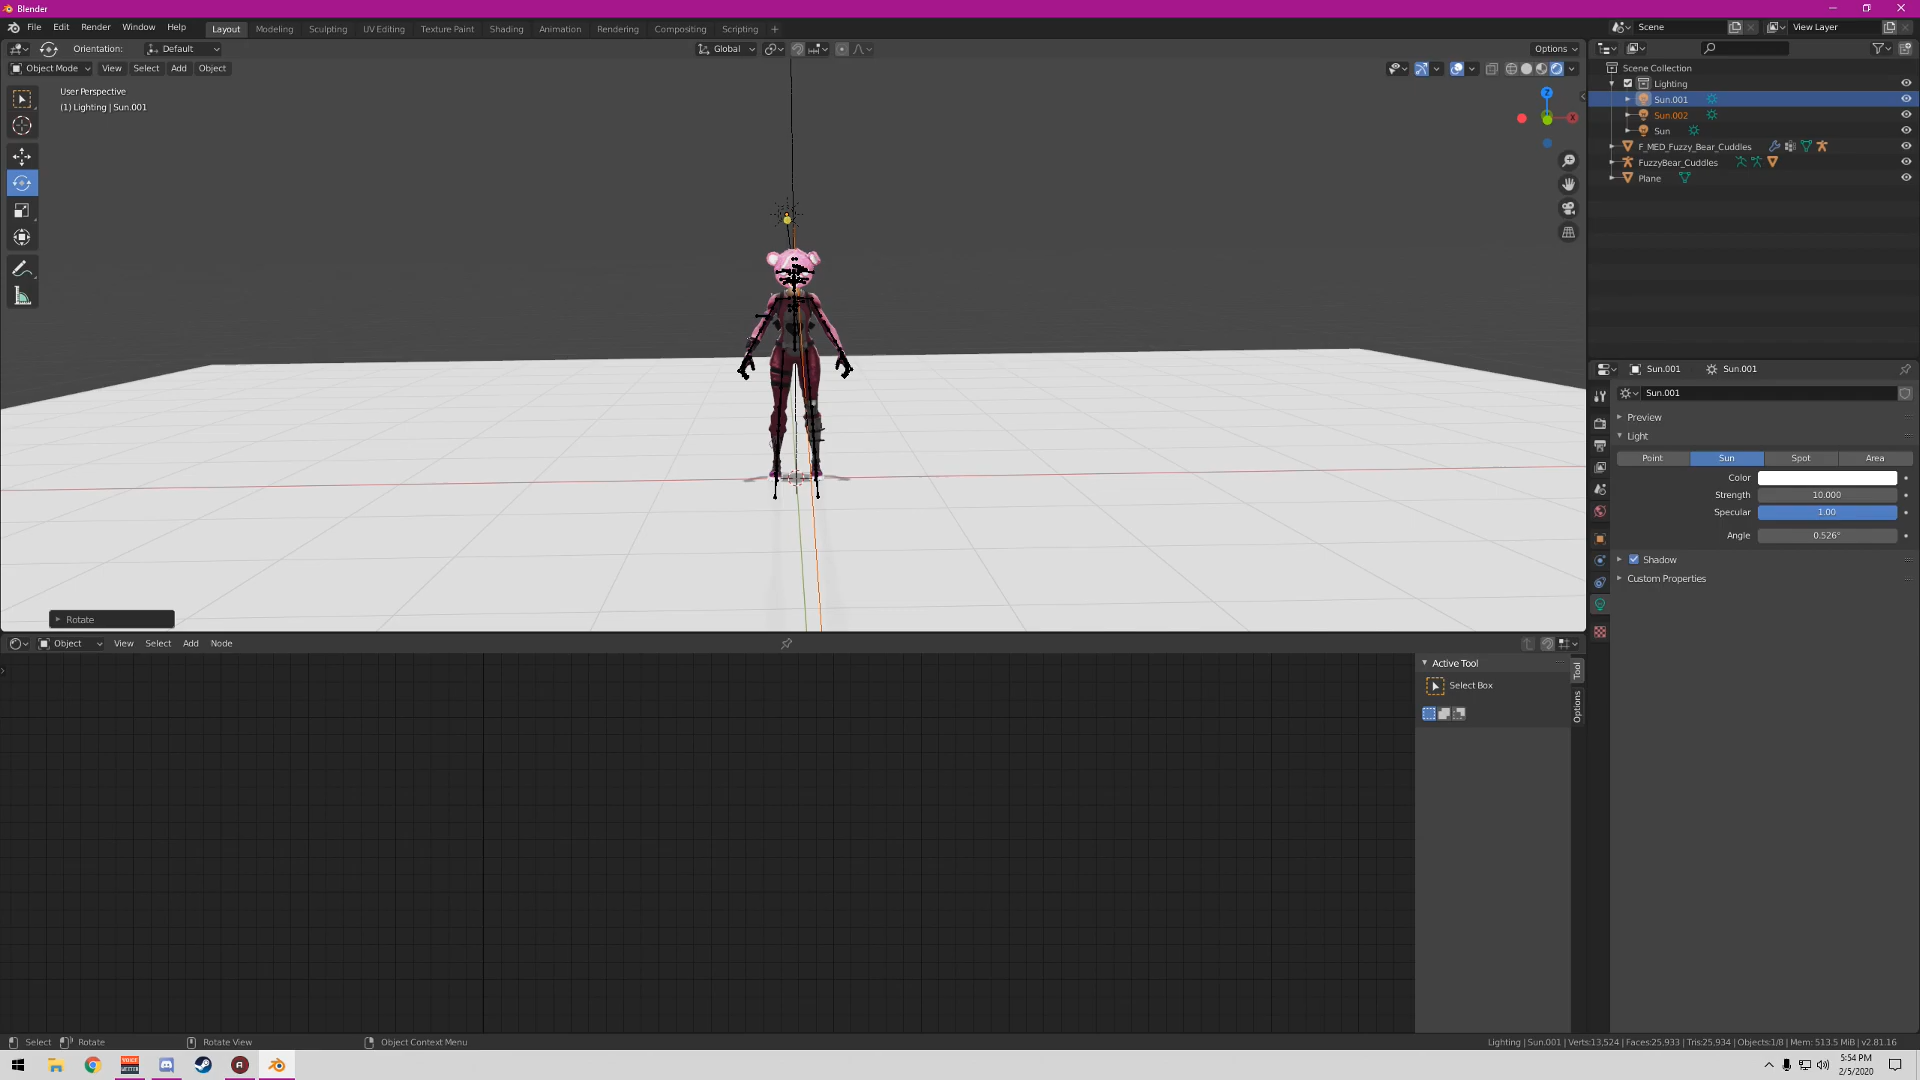 Blender
File Edit Render Window Help
Layout Modeling Sculpting UV Editing Texture Paint Shading Animation Rendering Compositing Scripting +
Scene
View Layer
Orientation: Default
Global
Options
Object Mode View Select Add Object
User Perspective
(1) Lighting | Sun.001
Z
X
Rotate
Scene Collection
Lighting
Sun.001
Sun.002
Sun
F_MED_Fuzzy_Bear_Cuddles
FuzzyBear_Cuddles
Plane
Sun.001 Sun.001
Sun.001
Preview
Light
Point Sun Spot Area
Color
Strength 10.000
Specular 1.00
Angle 0.526°
Shadow
Custom Properties
Object View Select Add Node
Active Tool
Select Box
Tool
Options
Select Rotate Rotate View Object Context Menu
Lighting | Sun.001 | Verts:13,524 | Faces:25,933 | Tris:25,934 | Objects:1/8 | Mem: 513.5 MiB | v2.81.16
5:54 PM
2/5/2020